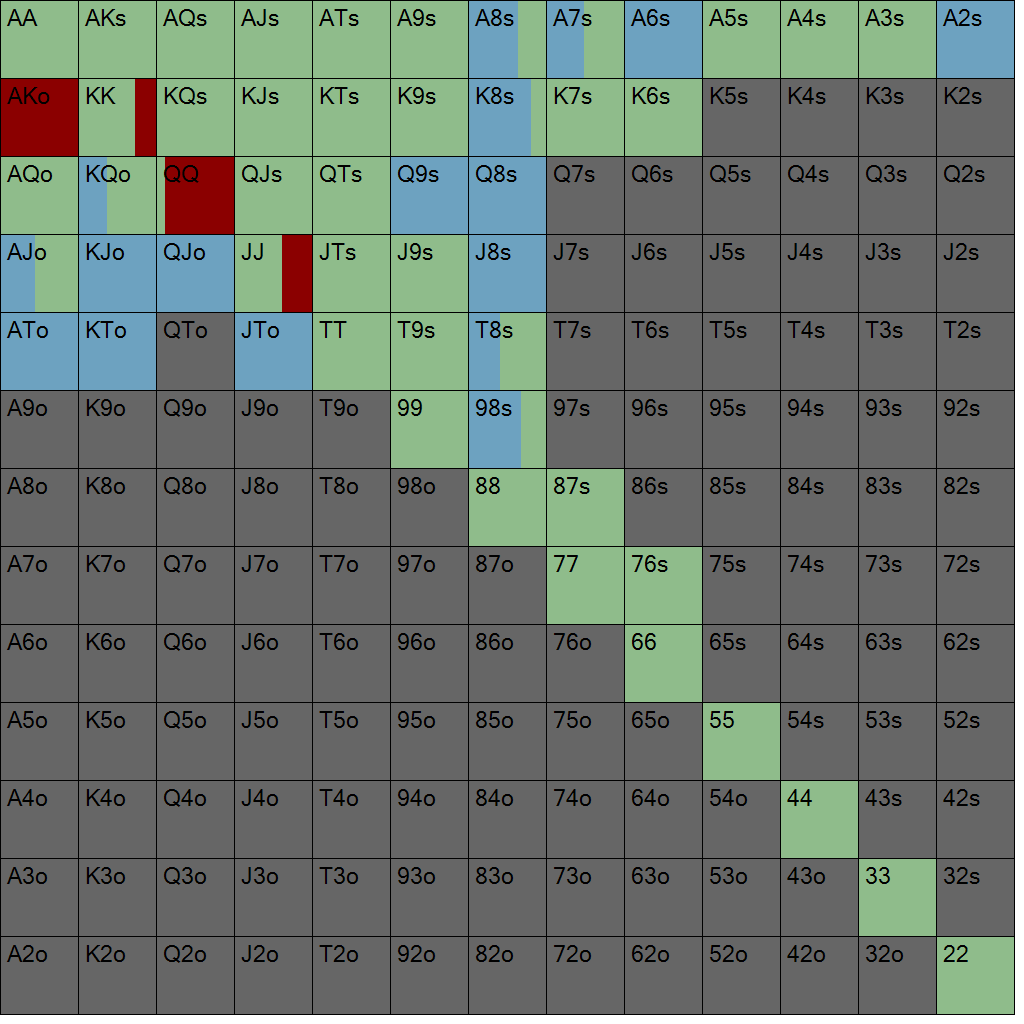 AA AKs AQs AJs ATs A9s A8s A7s A6s A5s A4s A3s A2s
AKo KK KQs KJs KTs K9s K8s K7s K6s K5s K4s K3s K2s
AQo KQo QQ QJs QTs Q9s Q8s Q7s Q6s Q5s Q4s Q3s Q2s
AJo KJo QJo JJ JTs J9s J8s J7s J6s J5s J4s J3s J2s
ATo KTo QTo JTo TT T9s T8s T7s T6s T5s T4s T3s T2s
A9o K9o Q9o J9o T9o 99 98s 97s 96s 95s 94s 93s 92s
A8o K8o Q8o J8o T8o 98o 88 87s 86s 85s 84s 83s 82s
A7o K7o Q7o J7o T7o 97o 87o 77 76s 75s 74s 73s 72s
A6o K6o Q6o J6o T6o 96o 86o 76o 66 65s 64s 63s 62s
A5o K5o Q5o J5o T5o 95o 85o 75o 65o 55 54s 53s 52s
A4o K4o Q4o J4o T4o 94o 84o 74o 64o 54o 44 43s 42s
A3o K3o Q3o J3o T3o 93o 83o 73o 63o 53o 43o 33 32s
A2o K2o Q2o J2o T2o 92o 82o 72o 62o 52o 42o 32o 22